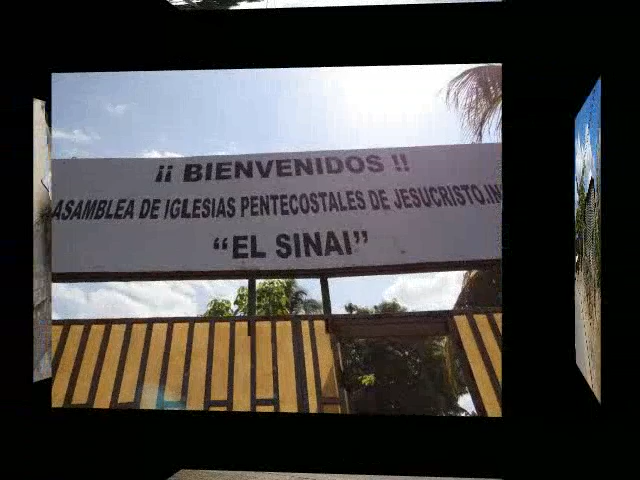 ¡¡ BIENVENIDOS !!
ASAMBLEA DE IGLESIAS PENTECOSTALES DE JESUCRISTO.IN
“EL SINAI”